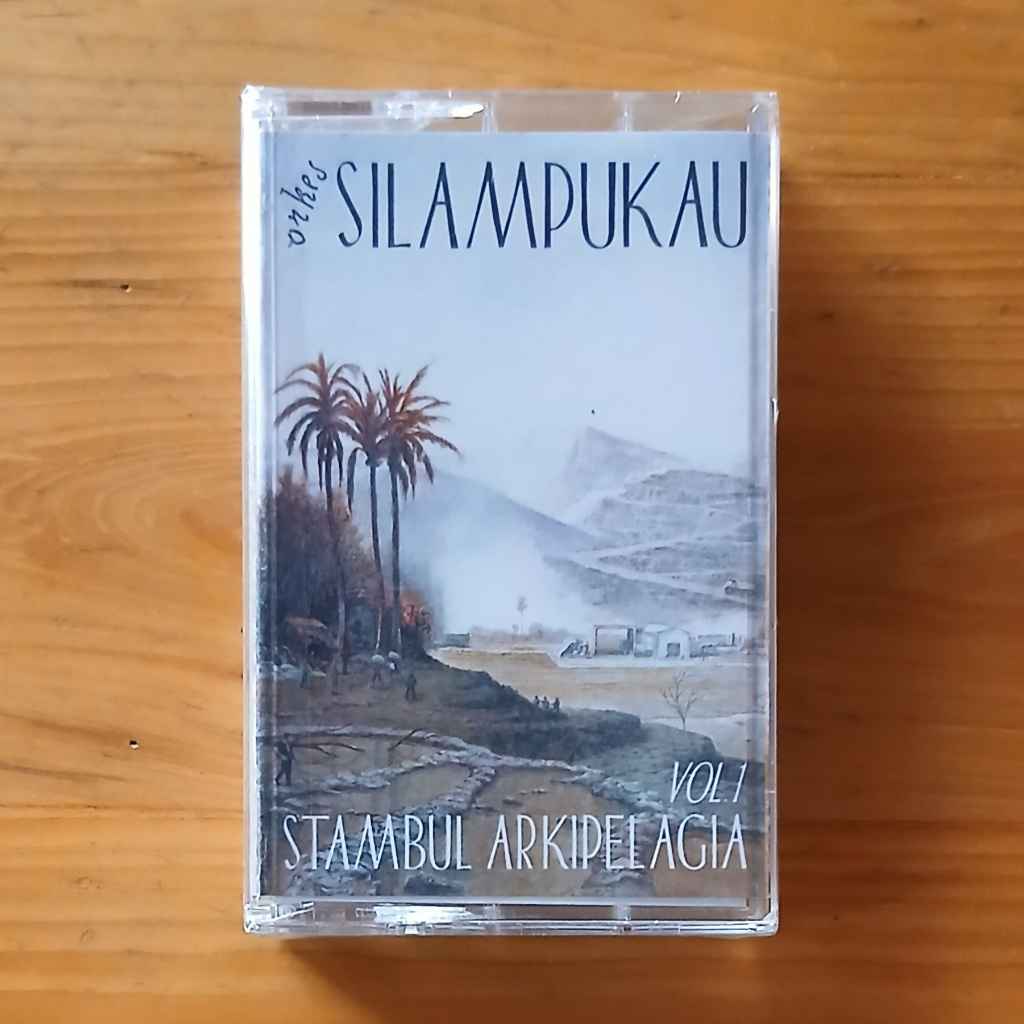 orkes SILAMPUKAU
VOL.1
STAMBUL ARKIPELAGIA